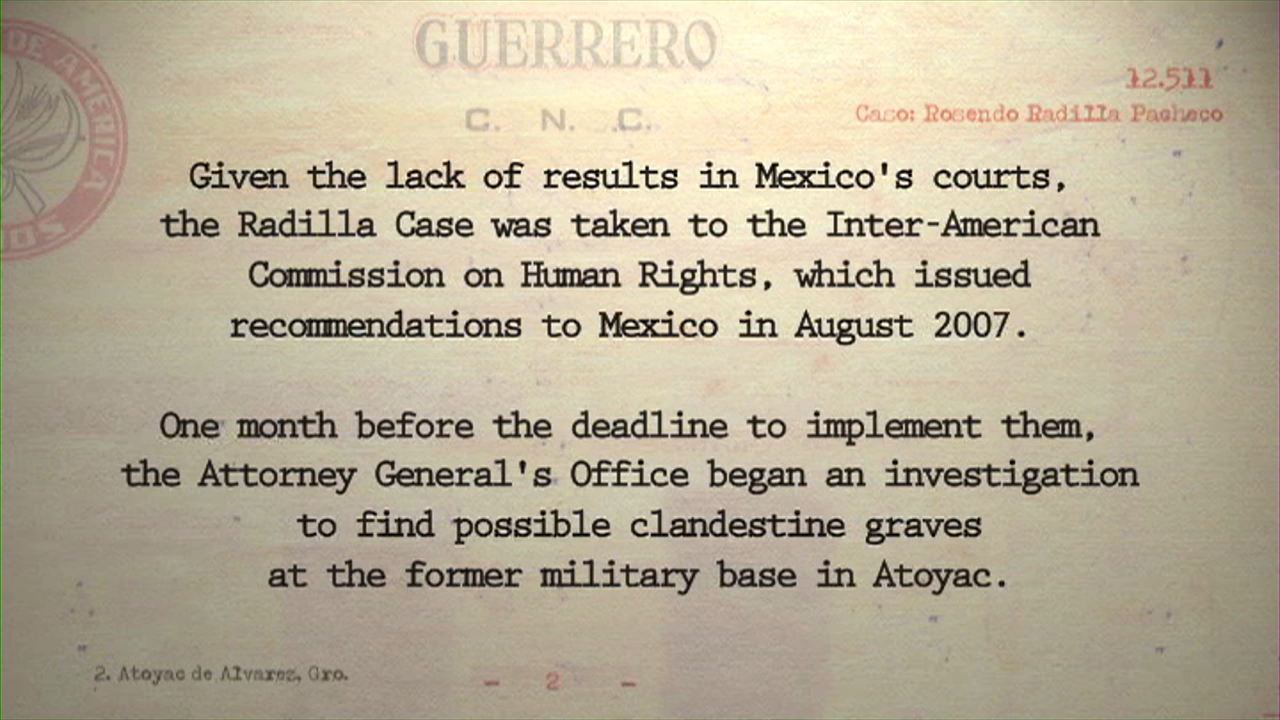 DE AMERICA
SOD
GUERRERO
C. N. C.
12.511
Caso: Rosendo Radilla Pacheco
Given the lack of results in Mexico's courts,
the Radilla Case was taken to the Inter-American
Commission on Human Rights, which issued
recommendations to Mexico in August 2007.
One month before the deadline to implement them,
the Attorney General's Office began an investigation
to find possible clandestine graves
at the former military base in Atoyac.
2. Atoyac de Alvarez, Gro.
- 2 -